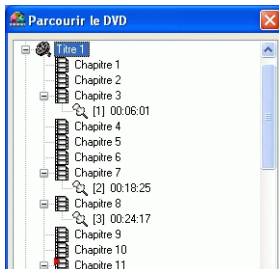 Parcourir le DVD
Titre 1
Chapitre 1
Chapitre 2
Chapitre 3
[1] 00:06:01
Chapitre 4
Chapitre 5
Chapitre 6
Chapitre 7
[2] 00:18:25
Chapitre 8
[3] 00:24:17
Chapitre 9
Chapitre 10
Chapitre 11